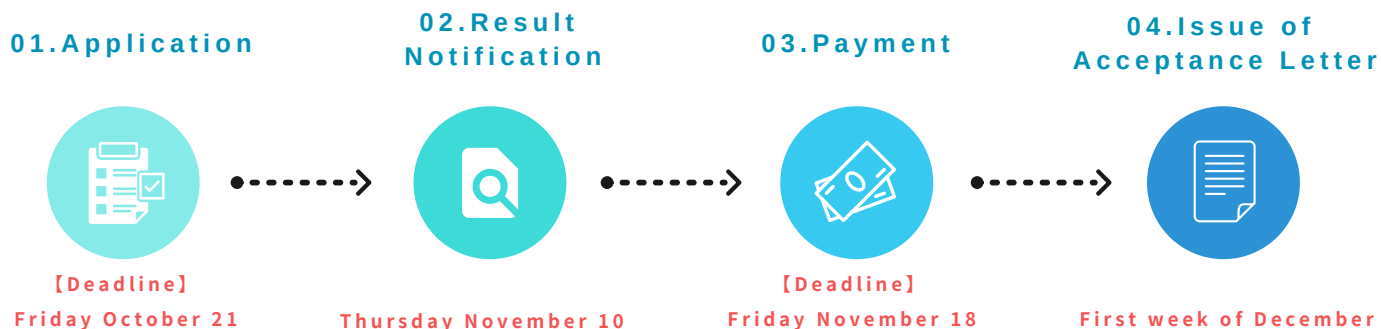 01.Application
02.Result
Notification
03.Payment
04.Issue of
Acceptance Letter
【Deadline】
Friday October 21
Thursday November 10
【Deadline】
Friday November 18
First week of December